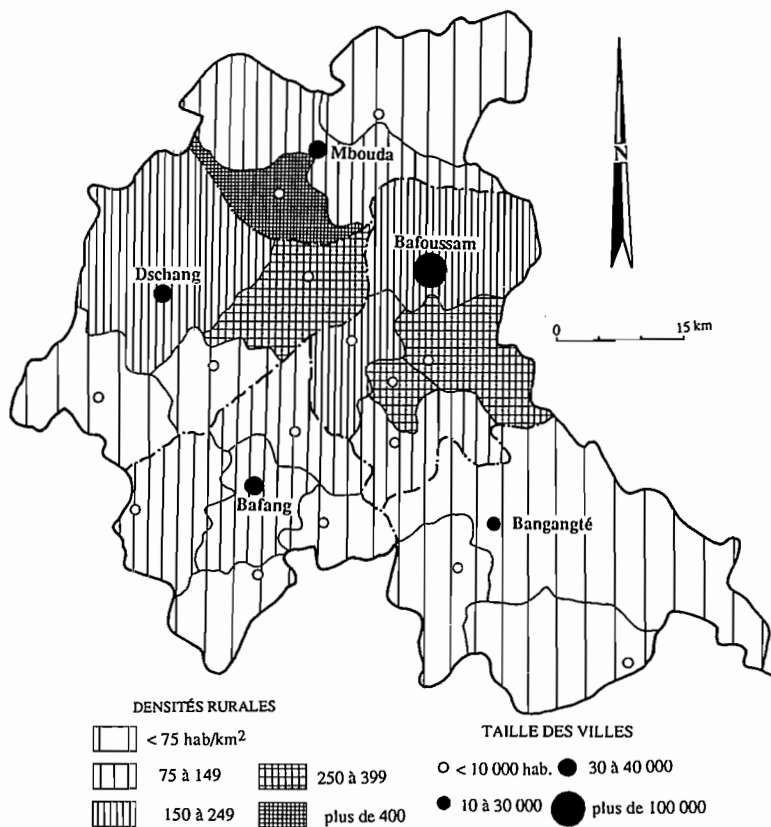 Mbouda
N
Bafoussam
Dschang
0 15 km
Bafang
Bangangté
DENSITÉS RURALES
< 75 hab/km²
75 à 149
150 à 249
250 à 399
plus de 400
TAILLE DES VILLES
< 10 000 hab.
10 à 30 000
30 à 40 000
plus de 100 000